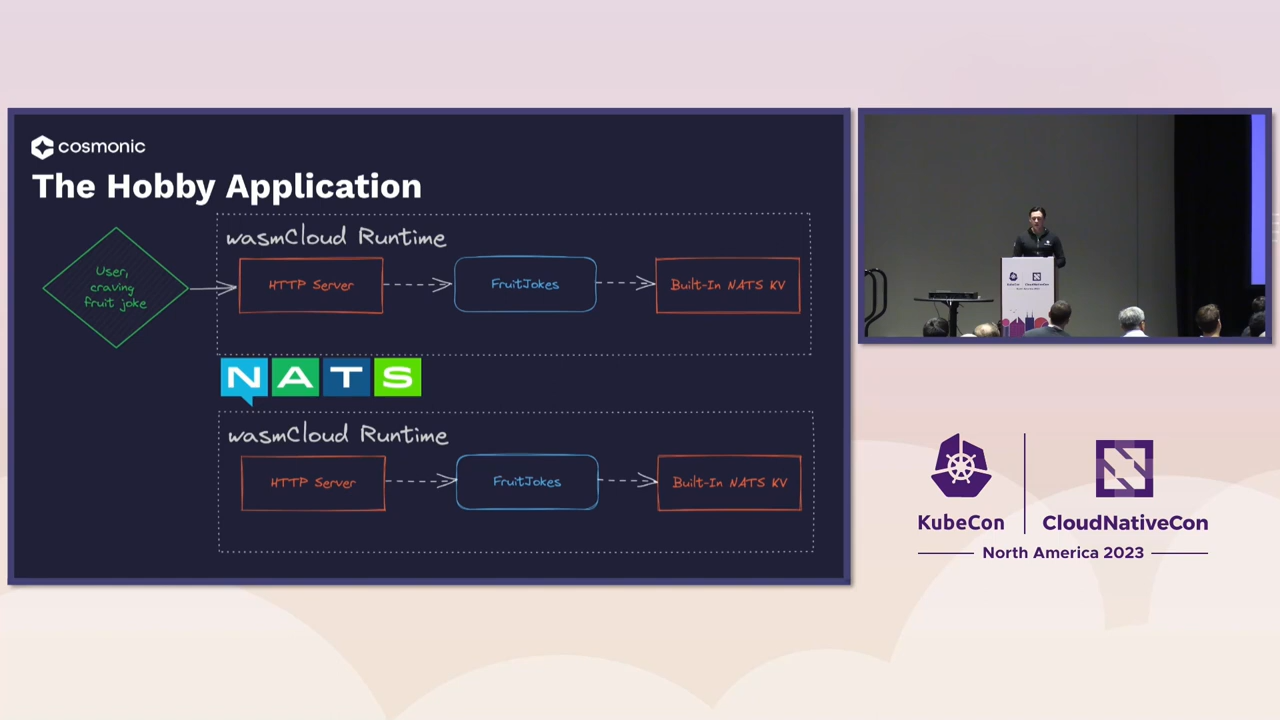 cosmonic
The Hobby Application
wasmCloud Runtime
User,
craving
fruit joke
HTTP Server
FruitJokes
Built-In NATS KV
NATS
wasmCloud Runtime
HTTP Server
FruitJokes
Built-In NATS KV
KubeCon
CloudNativeCon
North America 2023